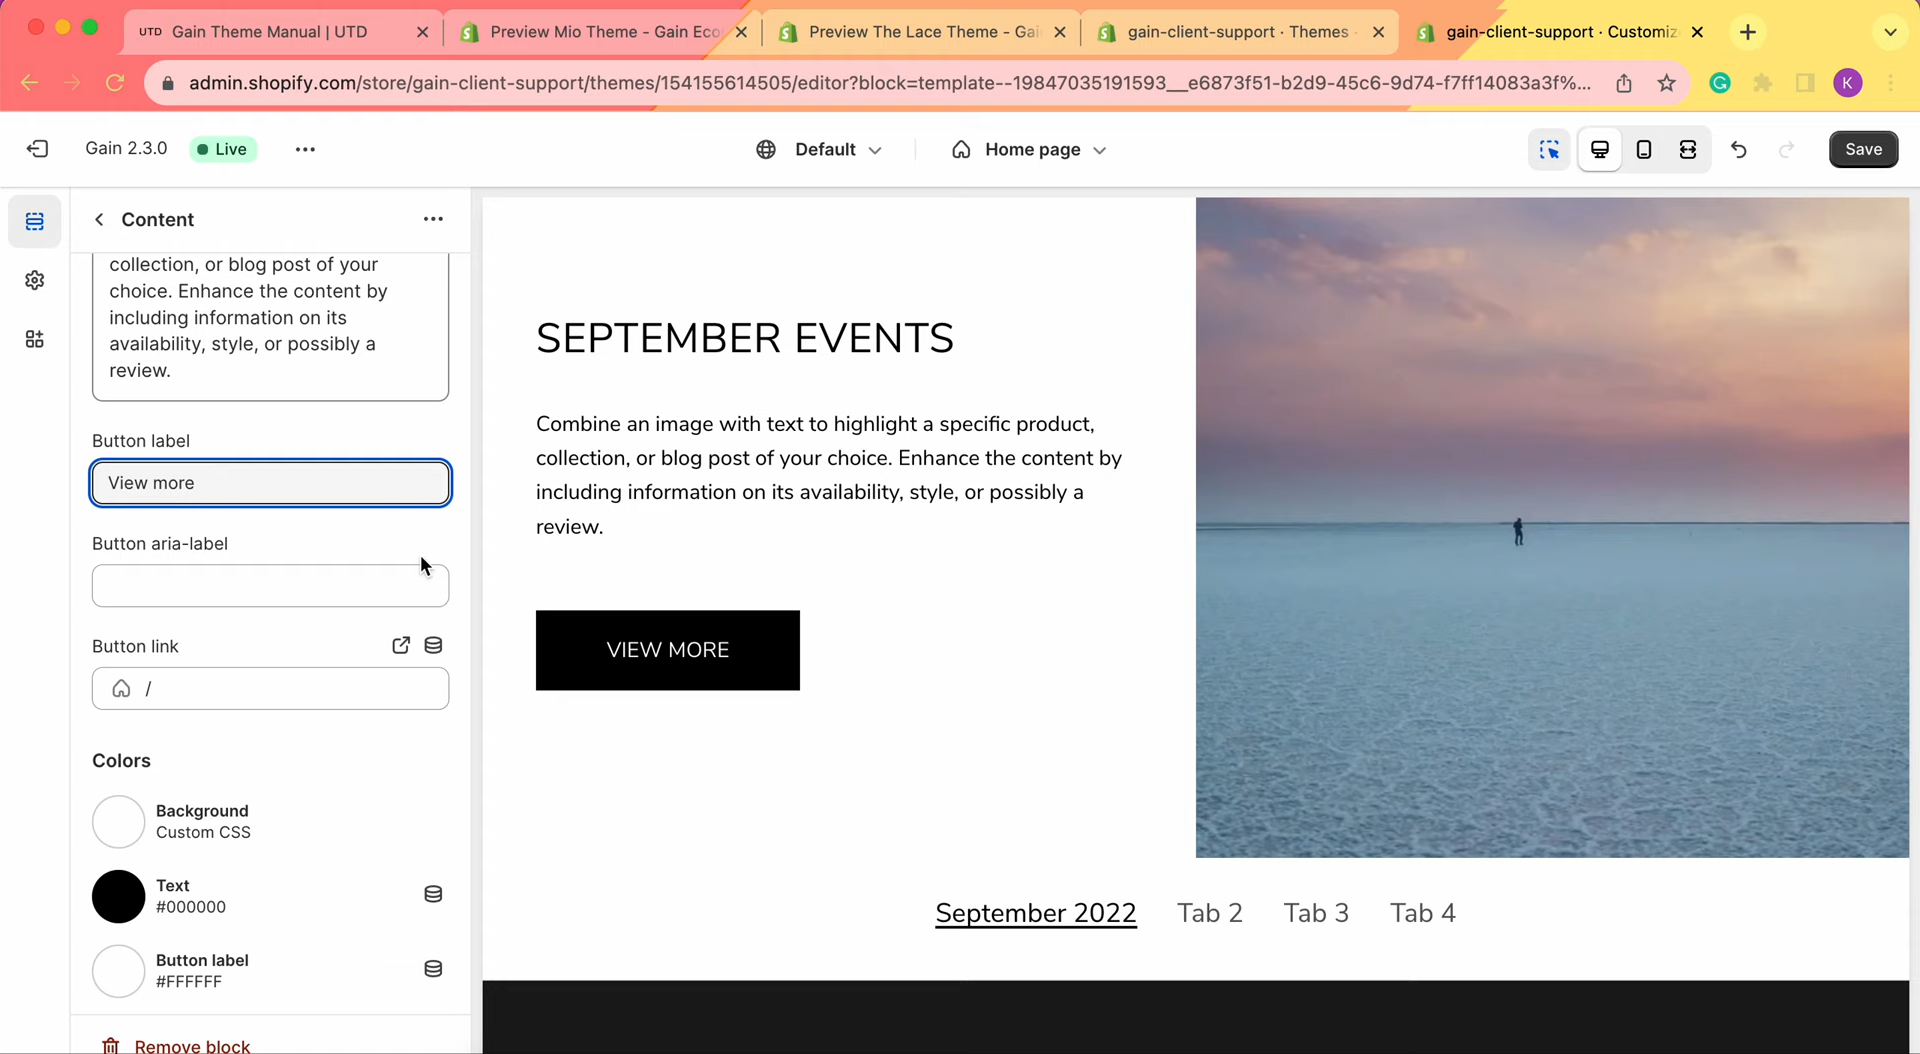 UTD Gain Theme Manual | UTD
Preview Mio Theme - Gain Eco
Preview The Lace Theme - Gai
gain-client-support · Themes ·
gain-client-support · Customiz
admin.shopify.com/store/gain-client-support/themes/154155614505/editor?block=template--19847035191593__e6873f51-b2d9-45c6-9d74-f7ff14083a3f%...
K
Gain 2.3.0
Live
Default
Home page
Save
Content
collection, or blog post of your
choice. Enhance the content by
including information on its
availability, style, or possibly a
review.
Button label
View more
Button aria-label
Button link
/
Colors
Background
Custom CSS
Text
#000000
Button label
#FFFFFF
Remove block
SEPTEMBER EVENTS
Combine an image with text to highlight a specific product,
collection, or blog post of your choice. Enhance the content by
including information on its availability, style, or possibly a
review.
VIEW MORE
September 2022 Tab 2 Tab 3 Tab 4